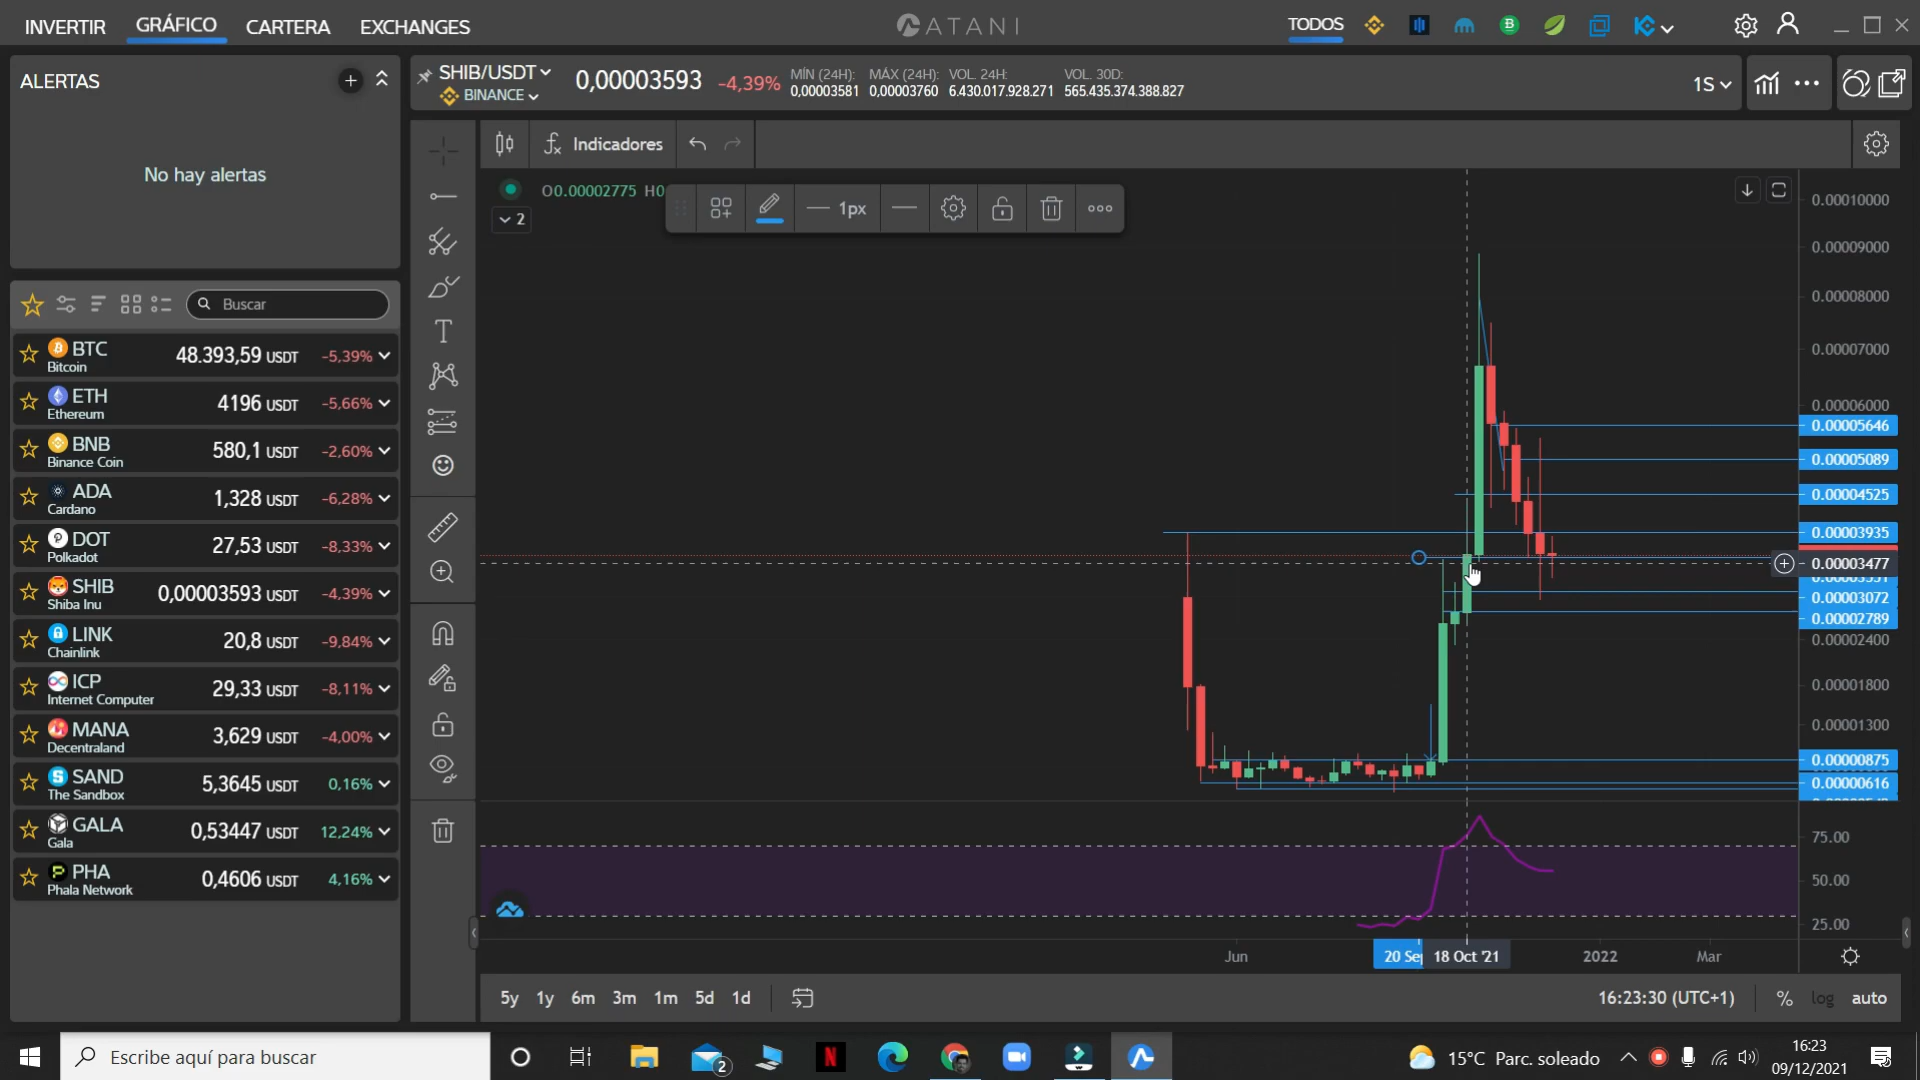 INVERTIR GRÁFICO CARTERA EXCHANGES ATANI TODOS
ALERTAS
No hay alertas
Buscar
BTC 48.393,59 USDT -5,39%
Bitcoin
ETH 4196 USDT -5,66%
Ethereum
BNB 580,1 USDT -2,60%
Binance Coin
ADA 1,328 USDT -6,28%
Cardano
DOT 27,53 USDT -8,33%
Polkadot
SHIB 0,00003593 USDT -4,39%
Shiba Inu
LINK 20,8 USDT -9,84%
Chainlink
ICP 29,33 USDT -8,11%
Internet Computer
MANA 3,629 USDT -4,00%
Decentraland
SAND 5,3645 USDT 0,16%
The Sandbox
GALA 0,53447 USDT 12,24%
Gala
PHA 0,4606 USDT 4,16%
Phala Network
SHIB/USDT
BINANCE
0,00003593 -4,39%
MÍN (24H): MÁX (24H): VOL. 24H: VOL. 30D:
0,00003581 0,00003760 6.430.017.928.271 565.435.374.388.827
1S
Indicadores
O0.00002775 H0
1px
2
0.00010000
0.00009000
0.00008000
0.00007000
0.00006000
0.00005646
0.00005089
0.00004525
0.00003935
0.00003477
0.00003072
0.00002789
0.00002400
0.00001800
0.00001300
0.00000875
0.00000616
75.00
50.00
25.00
Jun 20 Sep 18 Oct '21 2022 Mar
5y 1y 6m 3m 1m 5d 1d
16:23:30 (UTC+1) % log auto
Escribe aquí para buscar
2
N
15°C Parc. soleado
16:23
09/12/2021